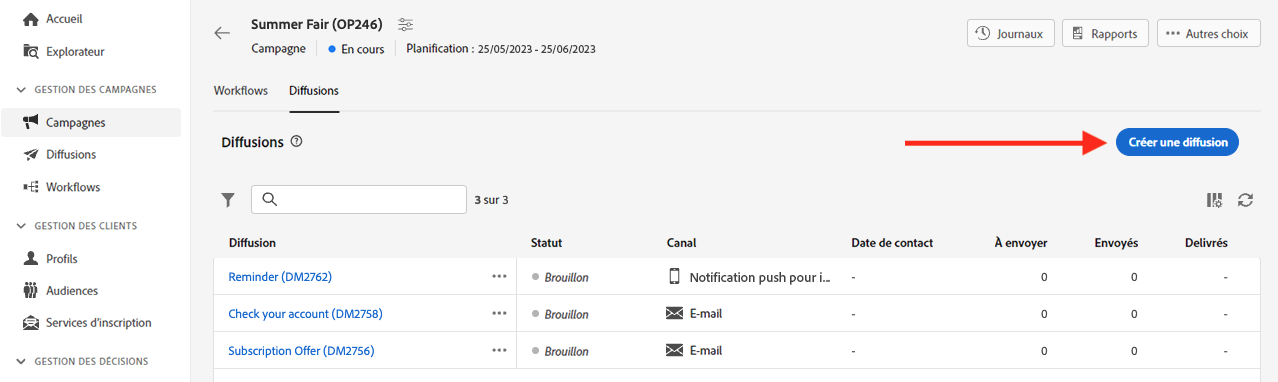 Accueil
Explorateur
GESTION DES CAMPAGNES
Campagnes
Diffusions
Workflows
GESTION DES CLIENTS
Profils
Audiences
Services d'inscription
GESTION DES DÉCISIONS
Summer Fair (OP246)
Campagne En cours Planification : 25/05/2023 - 25/06/2023
Journaux Rapports Autres choix
Workflows Diffusions
Diffusions
Créer une diffusion
3 sur 3
Diffusion Statut Canal Date de contact À envoyer Envoyés Delivrés
Reminder (DM2762) Brouillon Notification push pour i... - 0 0 -
Check your account (DM2758) Brouillon E-mail - 0 0 -
Subscription Offer (DM2756) Brouillon E-mail - 0 0 -